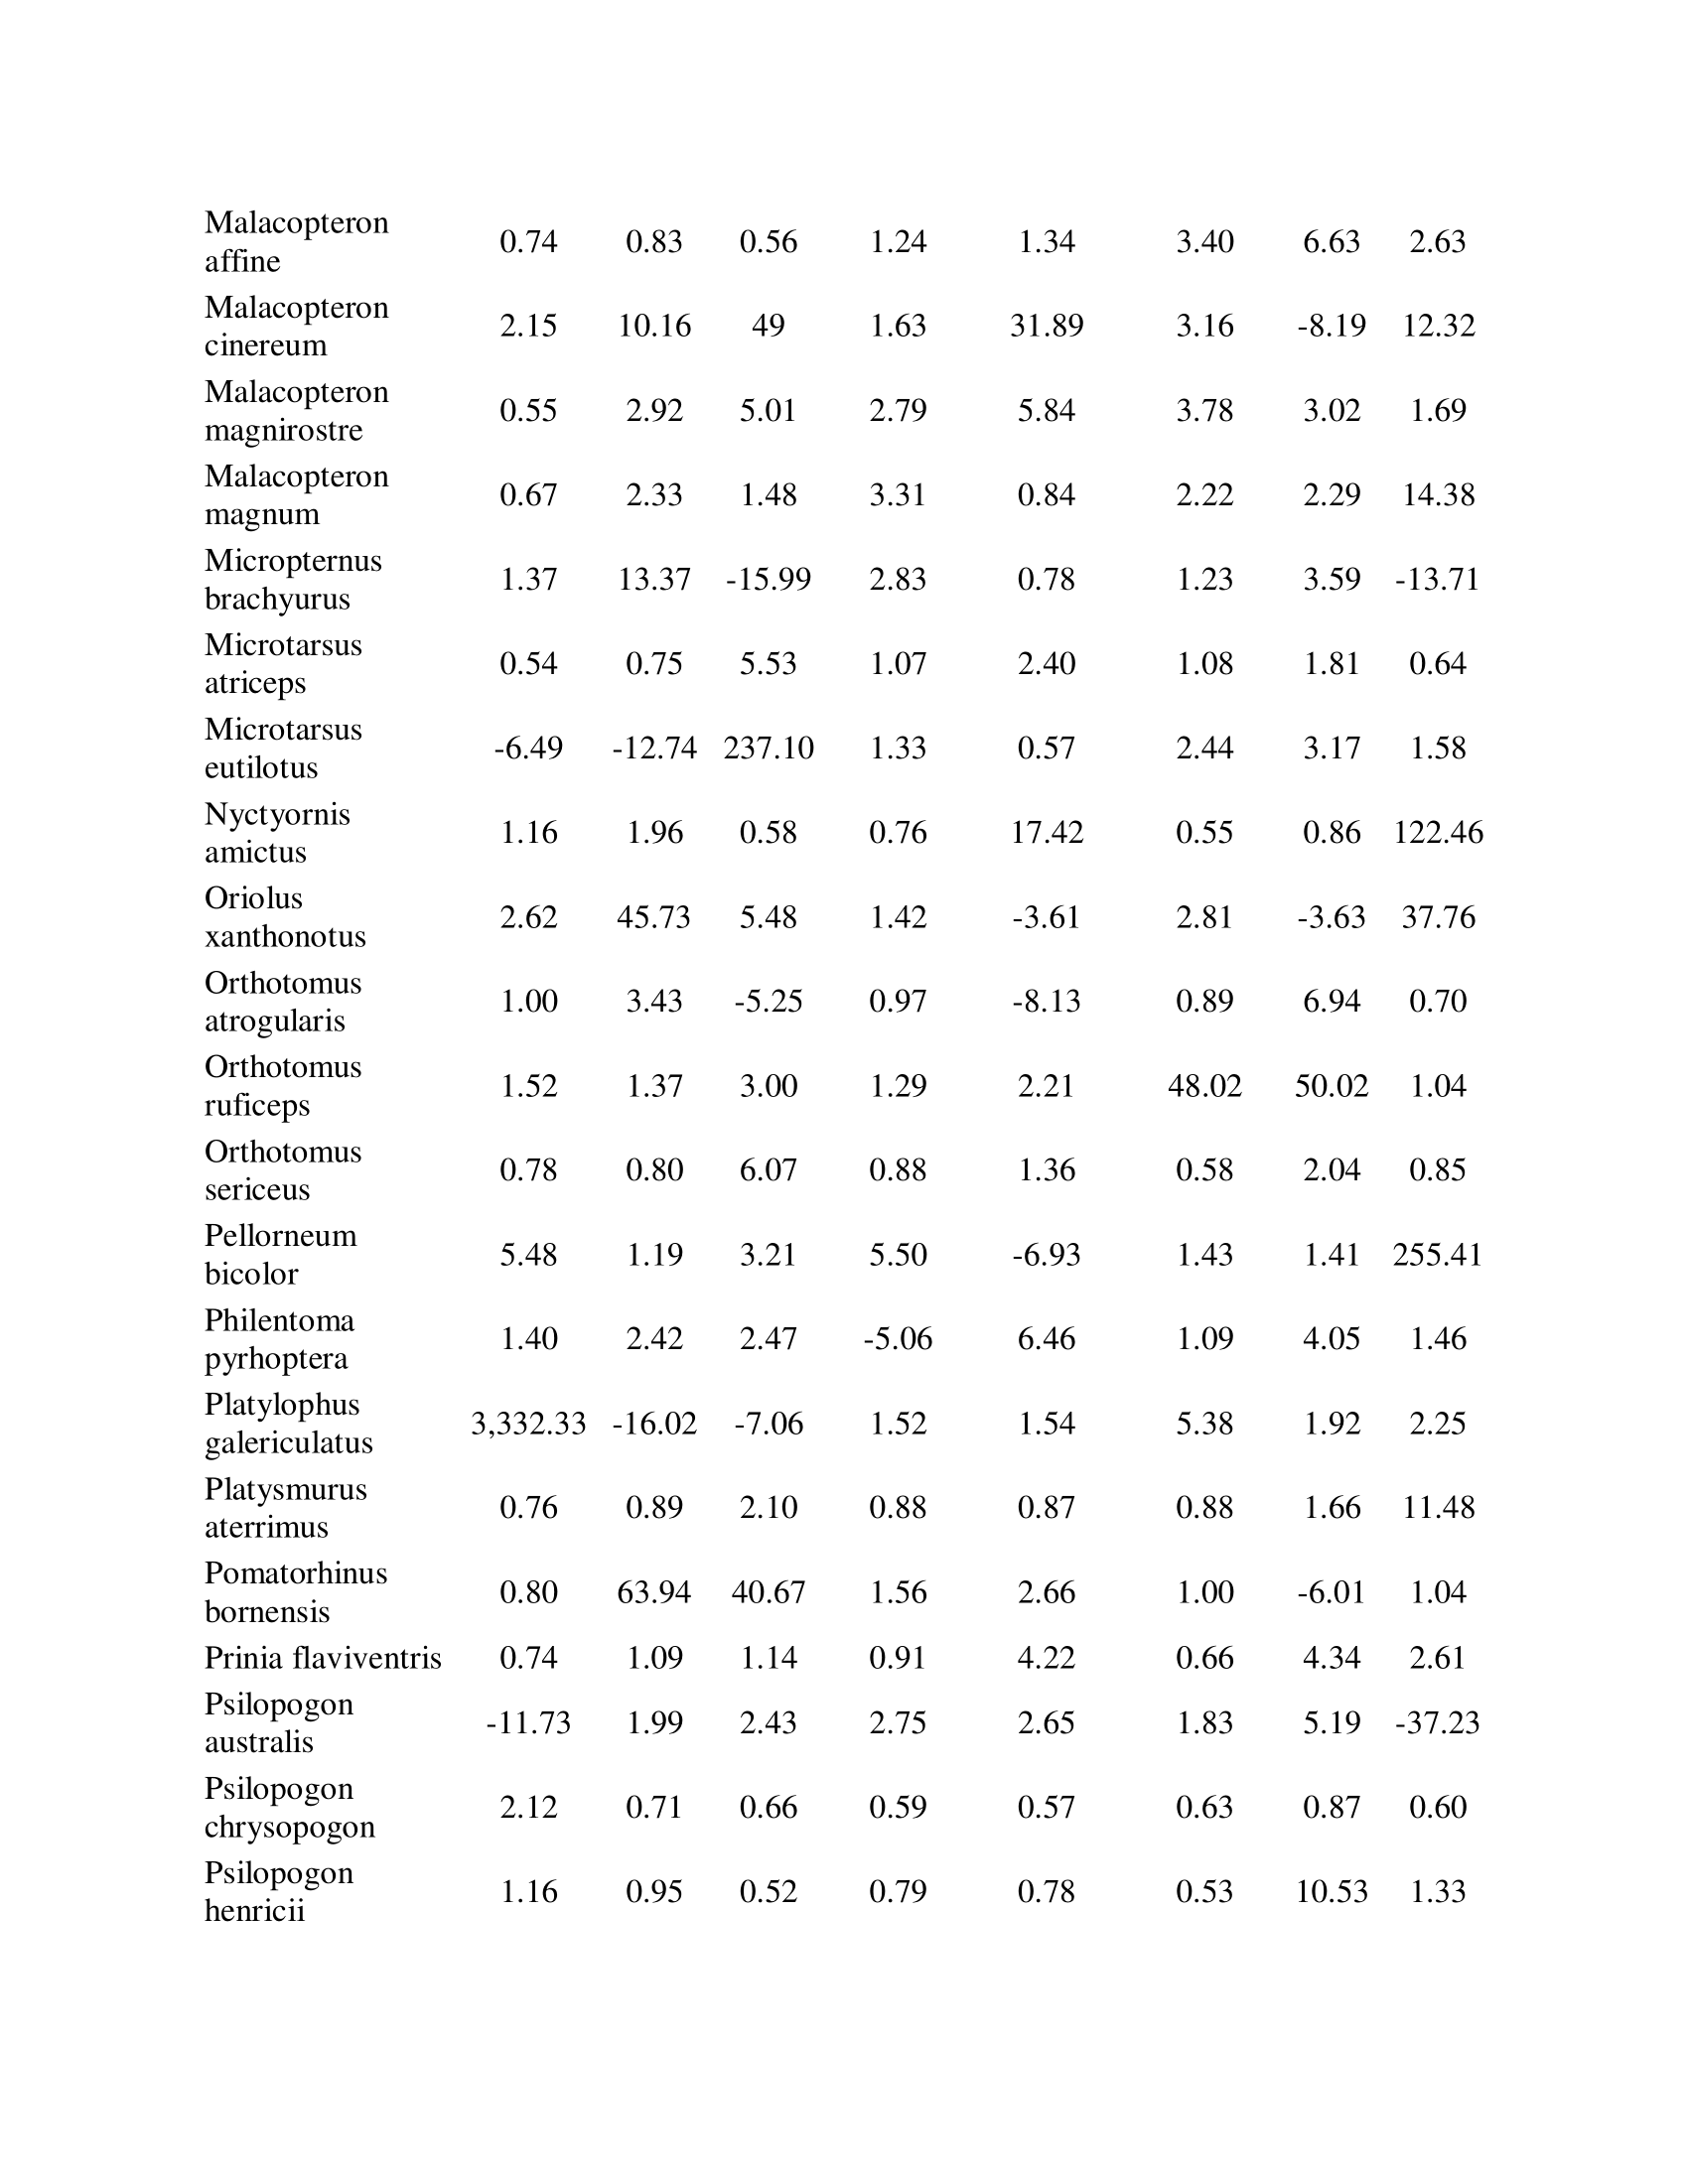 Malacopteron
affine 0.74 0.83 0.56 1.24 1.34 3.40 6.63 2.63
Malacopteron
cinereum 2.15 10.16 49 1.63 31.89 3.16 -8.19 12.32
Malacopteron
magnirostre 0.55 2.92 5.01 2.79 5.84 3.78 3.02 1.69
Malacopteron
magnum 0.67 2.33 1.48 3.31 0.84 2.22 2.29 14.38
Micropternus
brachyurus 1.37 13.37 -15.99 2.83 0.78 1.23 3.59 -13.71
Microtarsus
atriceps 0.54 0.75 5.53 1.07 2.40 1.08 1.81 0.64
Microtarsus
eutilotus -6.49 -12.74 237.10 1.33 0.57 2.44 3.17 1.58
Nyctyornis
amictus 1.16 1.96 0.58 0.76 17.42 0.55 0.86 122.46
Oriolus
xanthonotus 2.62 45.73 5.48 1.42 -3.61 2.81 -3.63 37.76
Orthotomus
atrogularis 1.00 3.43 -5.25 0.97 -8.13 0.89 6.94 0.70
Orthotomus
ruficeps 1.52 1.37 3.00 1.29 2.21 48.02 50.02 1.04
Orthotomus
sericeus 0.78 0.80 6.07 0.88 1.36 0.58 2.04 0.85
Pellorneum
bicolor 5.48 1.19 3.21 5.50 -6.93 1.43 1.41 255.41
Philentoma
pyrhoptera 1.40 2.42 2.47 -5.06 6.46 1.09 4.05 1.46
Platylophus
galericulatus 3,332.33 -16.02 -7.06 1.52 1.54 5.38 1.92 2.25
Platysmurus
aterrimus 0.76 0.89 2.10 0.88 0.87 0.88 1.66 11.48
Pomatorhinus
bornensis 0.80 63.94 40.67 1.56 2.66 1.00 -6.01 1.04
Prinia flaviventris 0.74 1.09 1.14 0.91 4.22 0.66 4.34 2.61
Psilopogon
australis -11.73 1.99 2.43 2.75 2.65 1.83 5.19 -37.23
Psilopogon
chrysopogon 2.12 0.71 0.66 0.59 0.57 0.63 0.87 0.60
Psilopogon
henricii 1.16 0.95 0.52 0.79 0.78 0.53 10.53 1.33